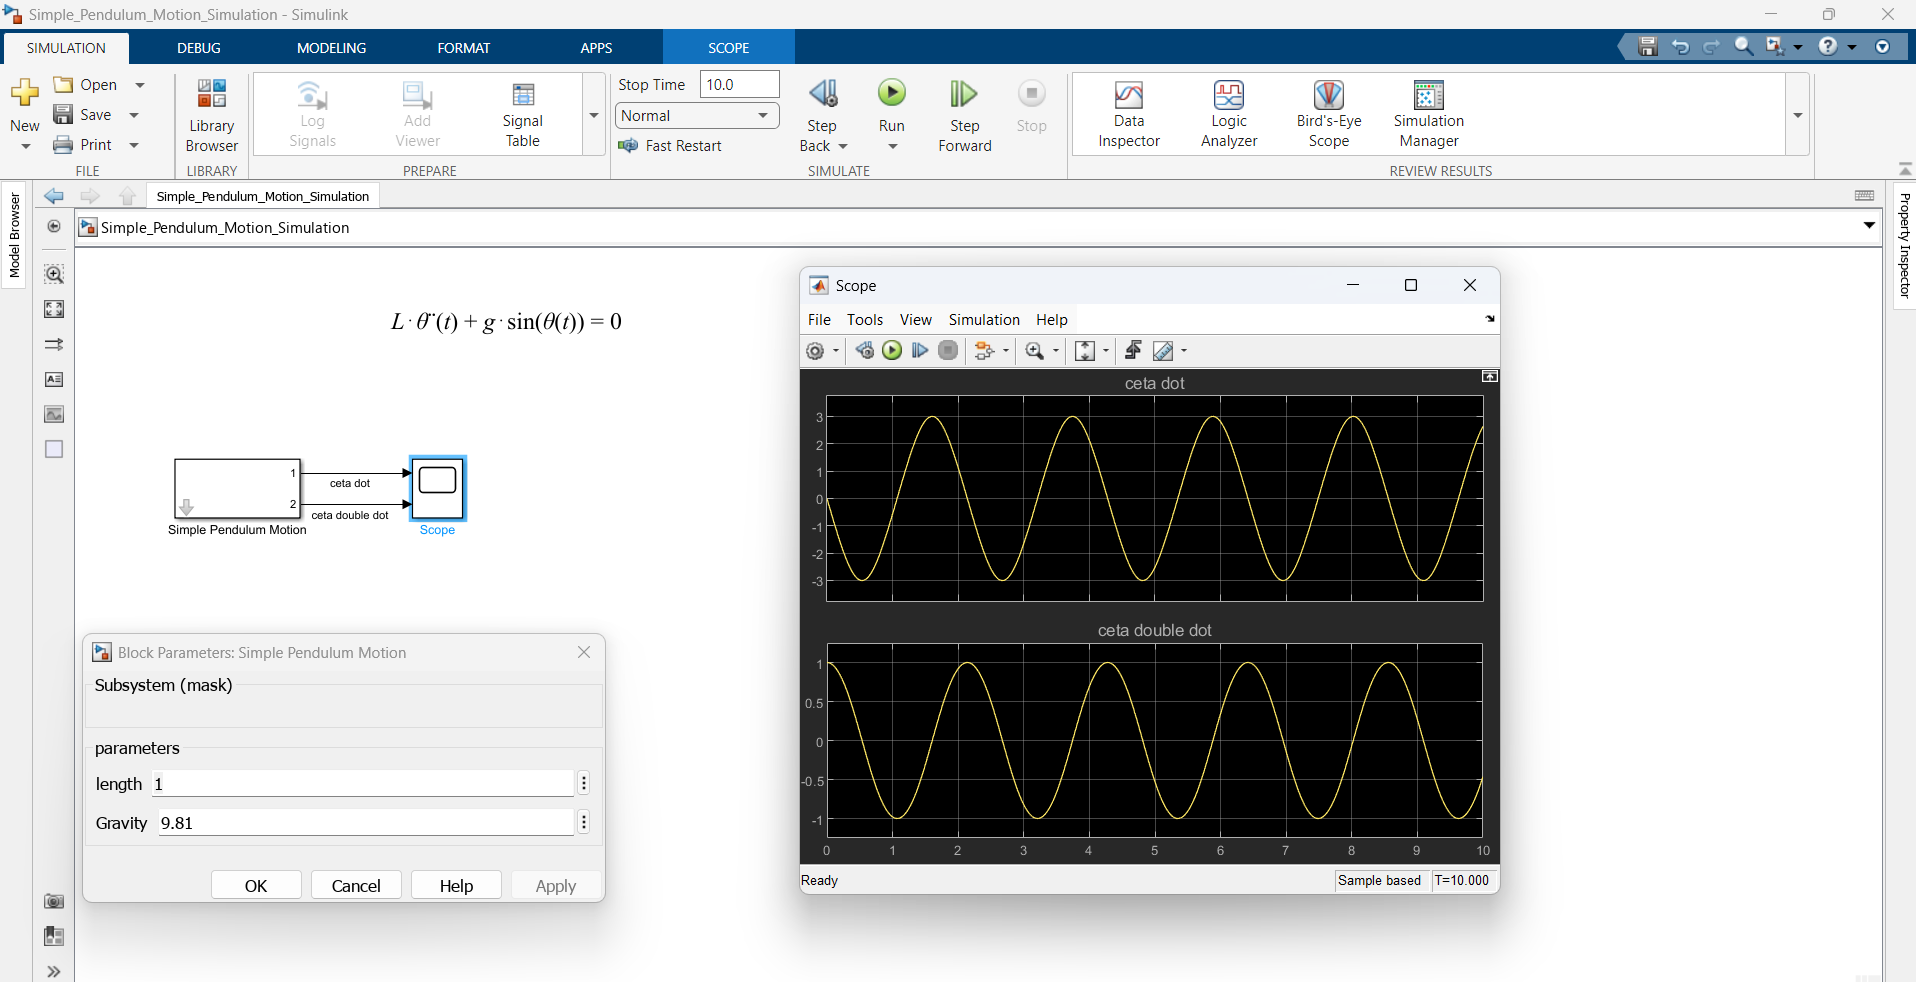 Simple_Pendulum_Motion_Simulation - Simulink
SIMULATION DEBUG MODELING FORMAT APPS SCOPE
New
Open
Save
Print
FILE
Library
Browser
LIBRARY
Log
Signals
Add
Viewer
Signal
Table
PREPARE
Stop Time 10.0
Normal
Fast Restart
Step
Back
Run
Step
Forward
Stop
SIMULATE
Data
Inspector
Logic
Analyzer
Bird's-Eye
Scope
Simulation
Manager
REVIEW RESULTS
Model Browser
Simple_Pendulum_Motion_Simulation
Simple_Pendulum_Motion_Simulation
Property Inspector
L · θ¨(t) + g · sin(θ(t)) = 0
1
ceta dot
2
ceta double dot
Simple Pendulum Motion
Scope
Block Parameters: Simple Pendulum Motion
Subsystem (mask)
parameters
length 1
Gravity 9.81
OK Cancel Help Apply
Scope
File Tools View Simulation Help
ceta dot
3
2
1
0
-1
-2
-3
ceta double dot
1
0.5
0
-0.5
-1
0 1 2 3 4 5 6 7 8 9 10
Ready
Sample based T=10.000